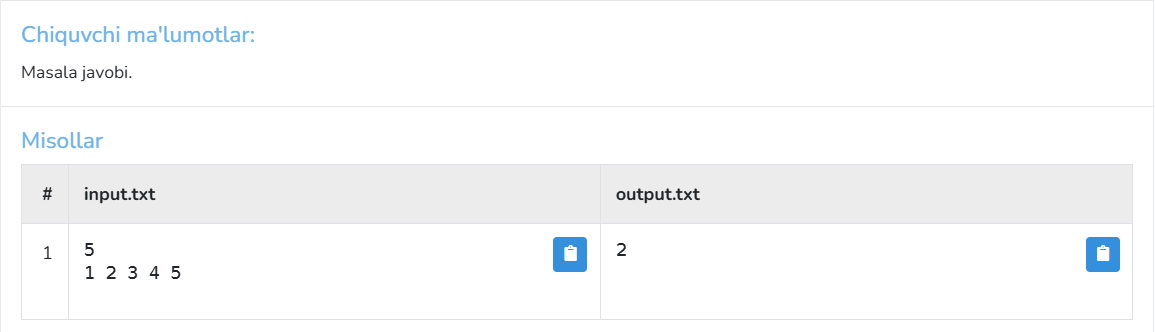 Chiquvchi ma'lumotlar:
Masala javobi.
Misollar
# input.txt output.txt
1 5 2
1 2 3 4 5